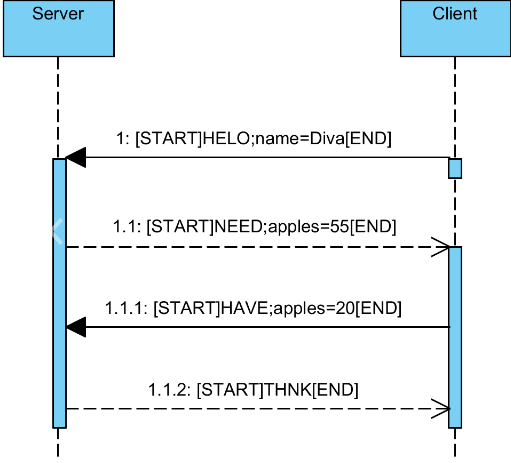 Server
Client
1: [START]HELO;name=Diva[END]
1.1: [START]NEED;apples=55[END]
1.1.1: [START]HAVE;apples=20[END]
1.1.2: [START]THNK[END]